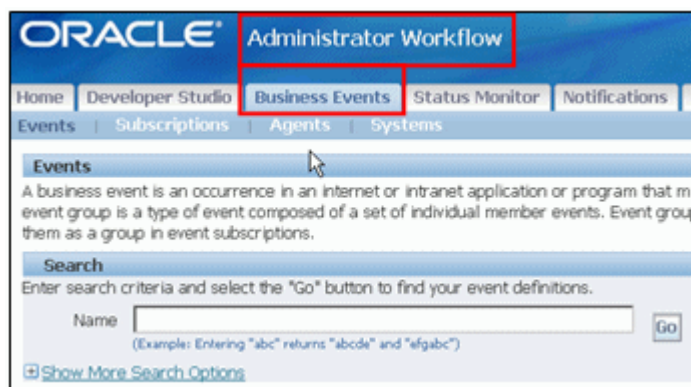 ORACLE® Administrator Workflow
Home Developer Studio Business Events Status Monitor Notifications
Events | Subscriptions | Agents | Systems
Events
A business event is an occurrence in an internet or intranet application or program that m
event group is a type of event composed of a set of individual member events. Event grou
them as a group in event subscriptions.
Search
Enter search criteria and select the "Go" button to find your event definitions.
Name Go
(Example: Entering "abc" returns "abcde" and "efgabc")
Show More Search Options